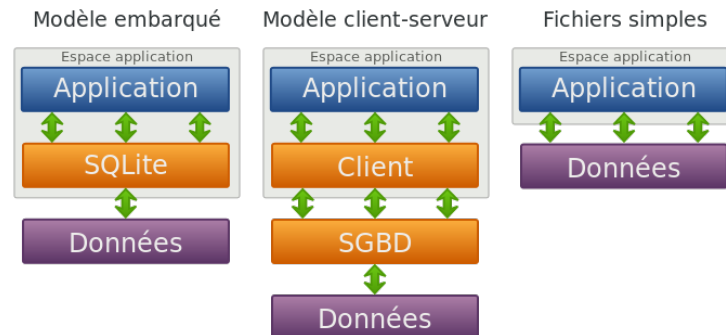 Modèle embarqué
Espace application
Application
SQLite
Données
Modèle client-serveur
Espace application
Application
Client
SGBD
Données
Fichiers simples
Espace application
Application
Données